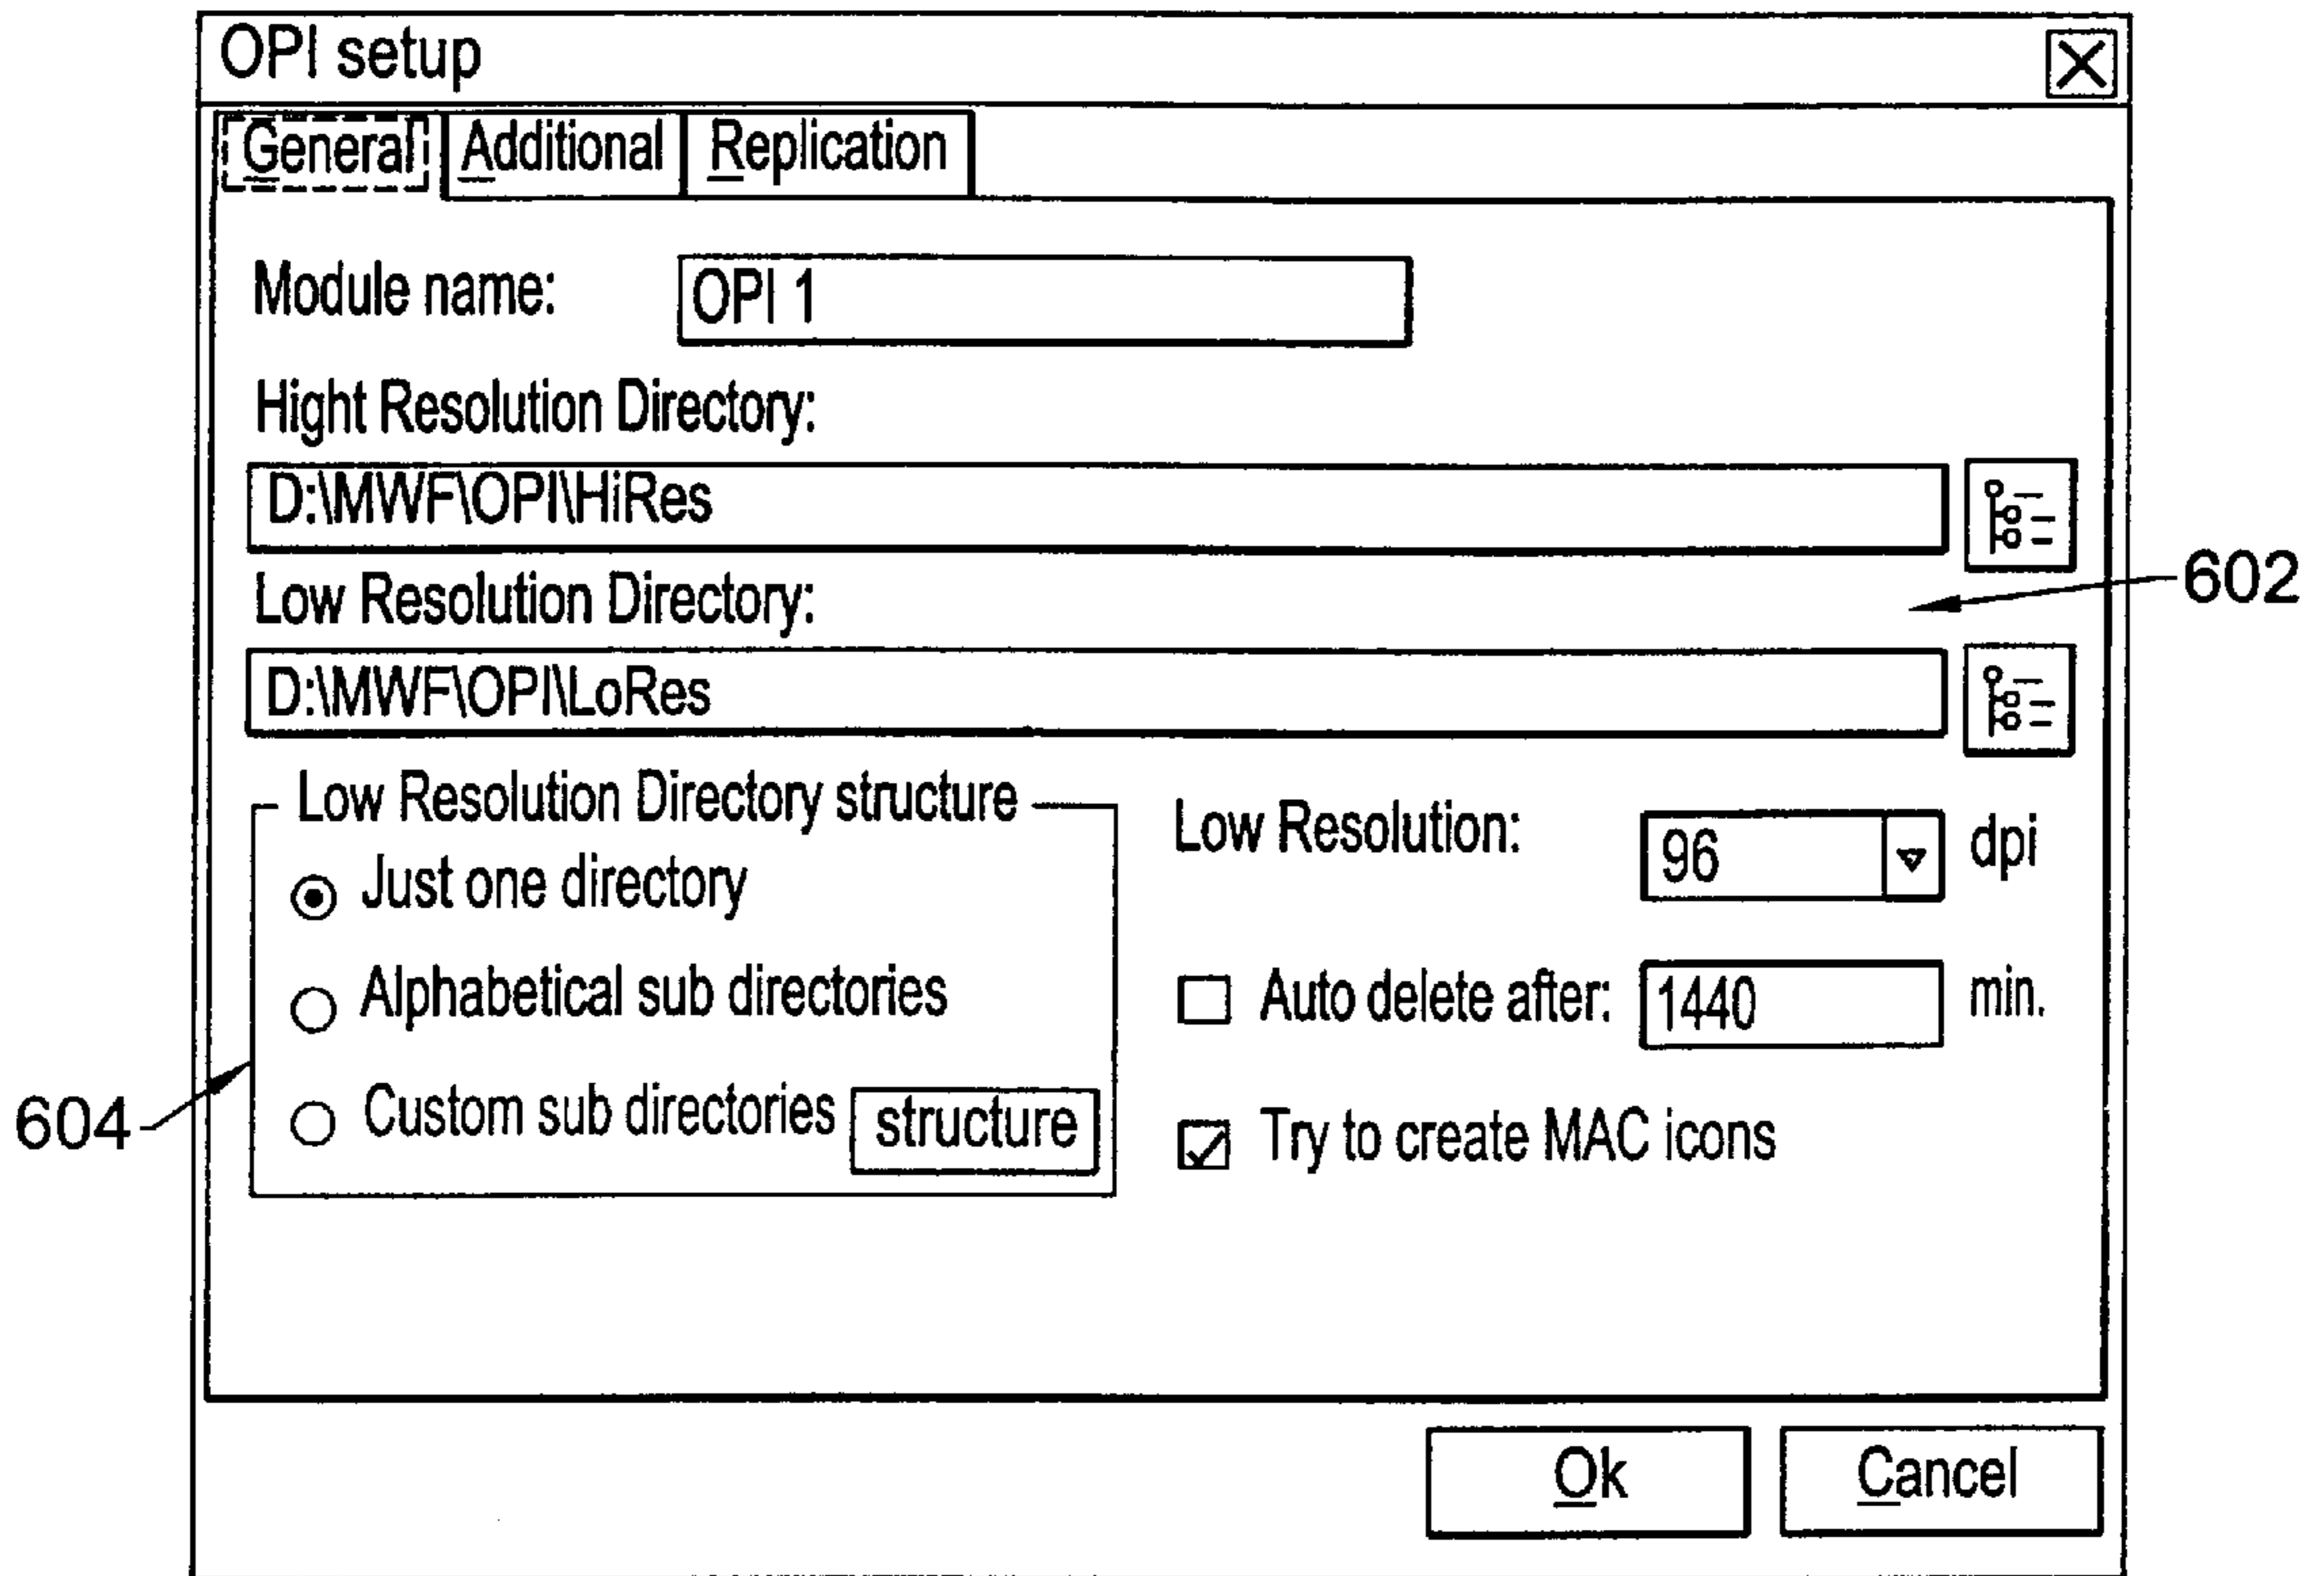 OPI setup
General Additional Replication
Module name: OPI 1
Hight Resolution Directory:
D:\MWF\OPI\HiRes
602
Low Resolution Directory:
D:\MWF\OPI\LoRes
Low Resolution Directory structure
Just one directory
Alphabetical sub directories
Custom sub directories structure
604
Low Resolution: 96 dpi
Auto delete after: 1440 min.
Try to create MAC icons
Ok Cancel